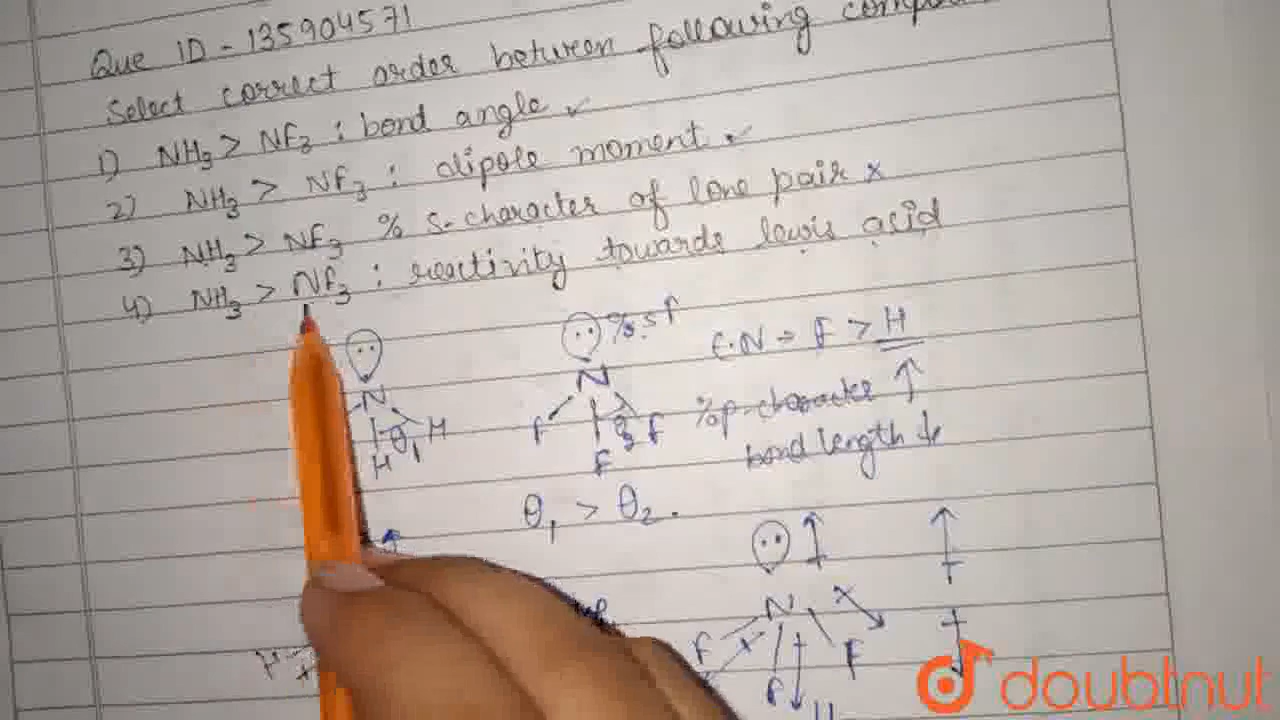 Que ID - 135904571
Select correct order between following
1) NH3 > NF3 : bond angle ✓
2) NH3 > NF3 : dipole moment ✓
3) NH3 > NF3 % s-character of lone pair x
4) NH3 > NF3 : reactivity towards lewis acid
%s f
N
N
H
H
θ1
F
F
F
E.N → F > H
%p-character ↑
bond length ↓
θ1 > θ2.
N
F
F
F
H
doubtnut